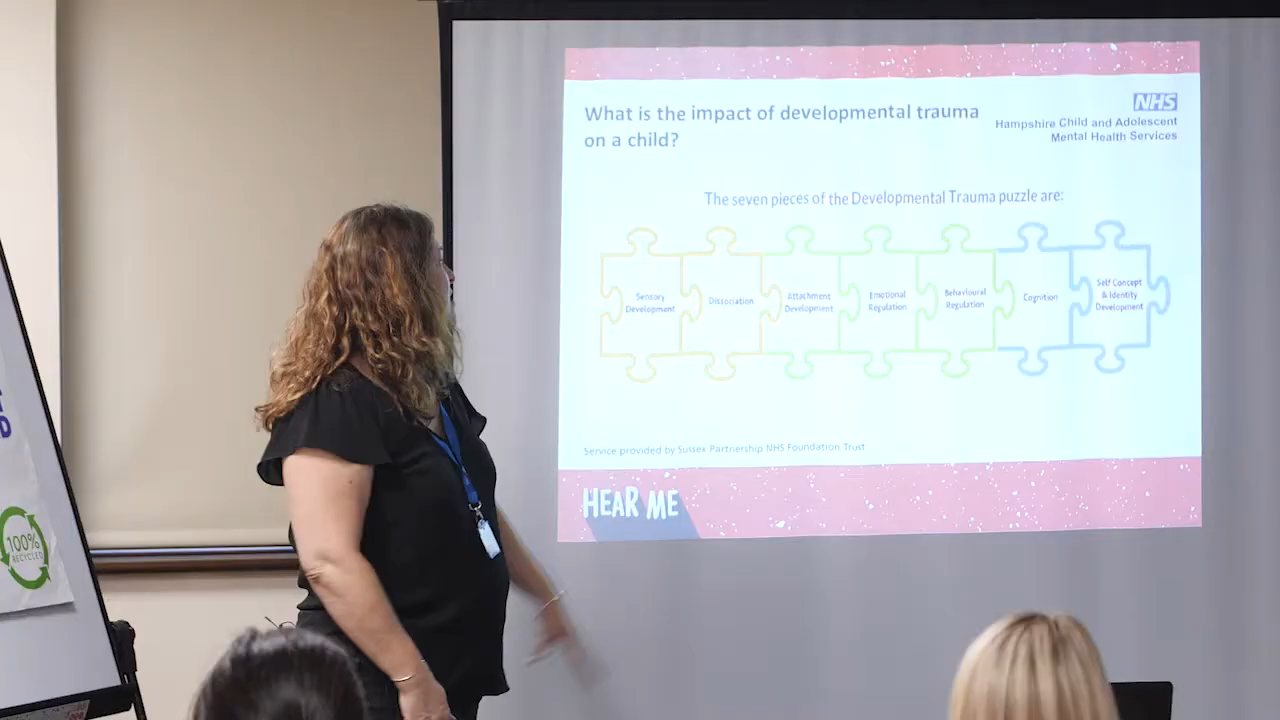 What is the impact of developmental trauma
on a child?
NHS
Hampshire Child and Adolescent
Mental Health Services
The seven pieces of the Developmental Trauma puzzle are:
Sensory
Development
Dissociation
Attachment
Development
Emotional
Regulation
Behavioural
Regulation
Cognition
Self Concept
& Identity
Development
Service provided by Sussex Partnership NHS Foundation Trust
HEAR ME
D
100%
RECYCLED